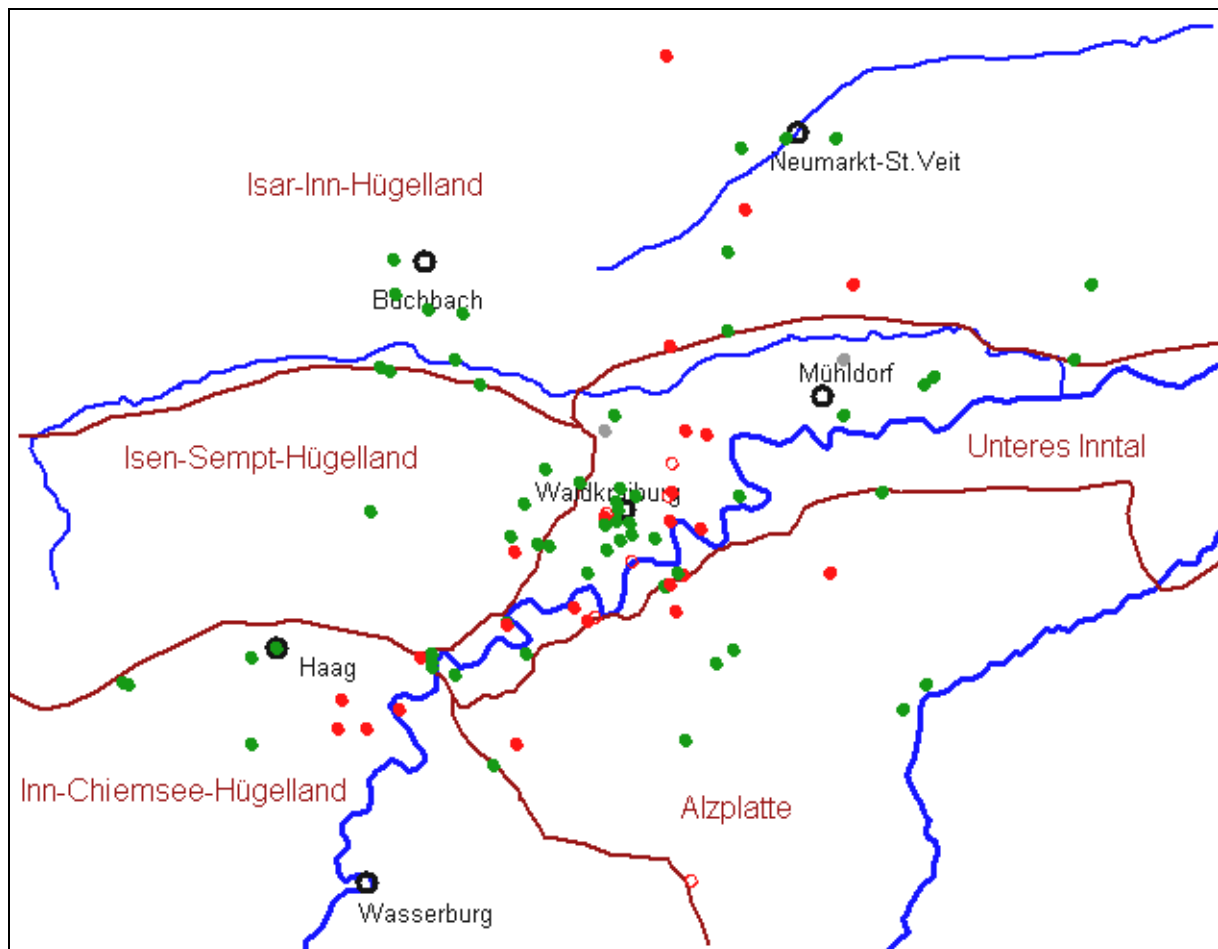 Neumarkt-St.Veit
Isar-Inn-Hügelland
Buchbach
Mühldorf
Isen-Sempt-Hügelland
Unteres Inntal
Waldkraiburg
Haag
Inn-Chiemsee-Hügelland
Alzplatte
Wasserburg